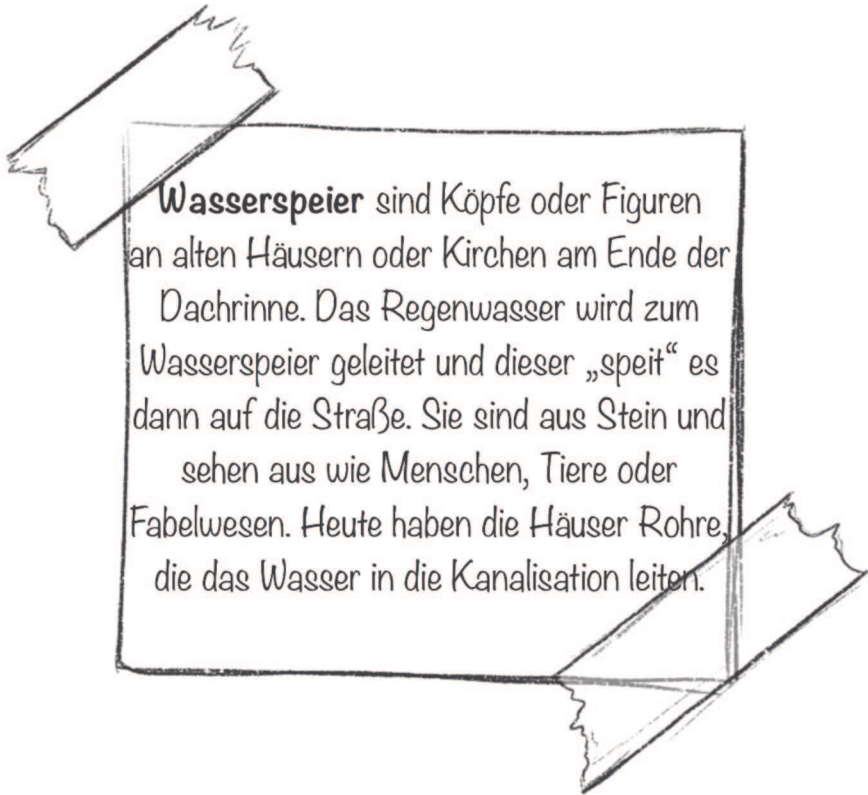 Wasserspeier sind Köpfe oder Figuren
an alten Häusern oder Kirchen am Ende der
Dachrinne. Das Regenwasser wird zum
Wasserspeier geleitet und dieser „speit“ es
dann auf die Straße. Sie sind aus Stein und
sehen aus wie Menschen, Tiere oder
Fabelwesen. Heute haben die Häuser Rohre,
die das Wasser in die Kanalisation leiten.